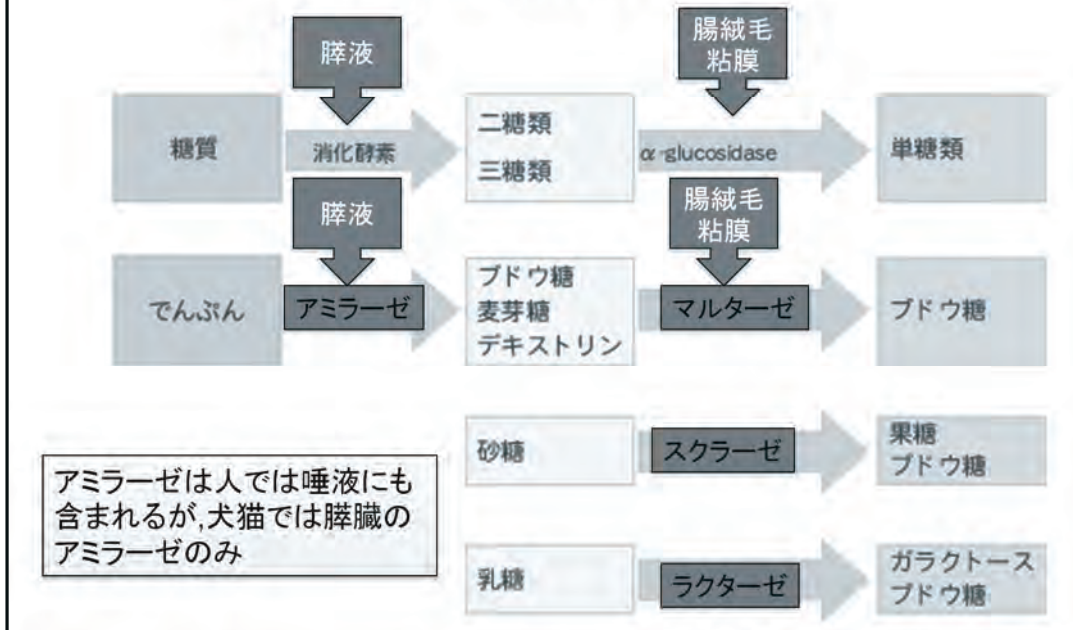 膵液
腸絨毛
粘膜
糖質
消化酵素
二糖類
三糖類
α-glucosidase
単糖類
膵液
腸絨毛
粘膜
でんぷん
アミラーゼ
ブドウ糖
麦芽糖
デキストリン
マルターゼ
ブドウ糖
砂糖
スクラーゼ
果糖
ブドウ糖
アミラーゼは人では唾液にも
含まれるが,犬猫では膵臓の
アミラーゼのみ
乳糖
ラクターゼ
ガラクトース
ブドウ糖